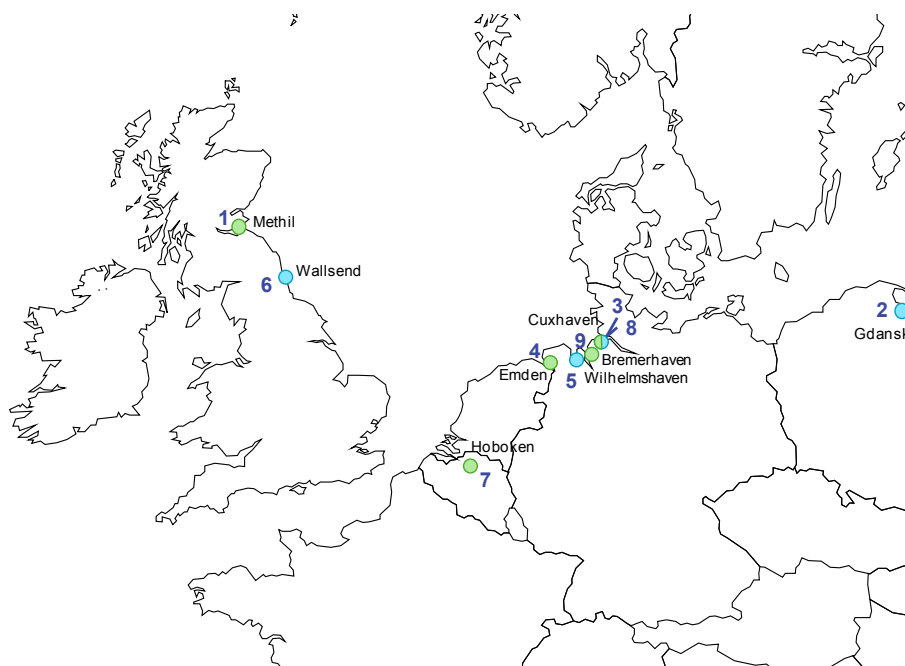 1 Methil
6 Wallsend
3
Cuxhaven 8
2
Gdansk
9
4 Bremerhaven
Emden 5 Wilhelmshaven
Hoboken
7